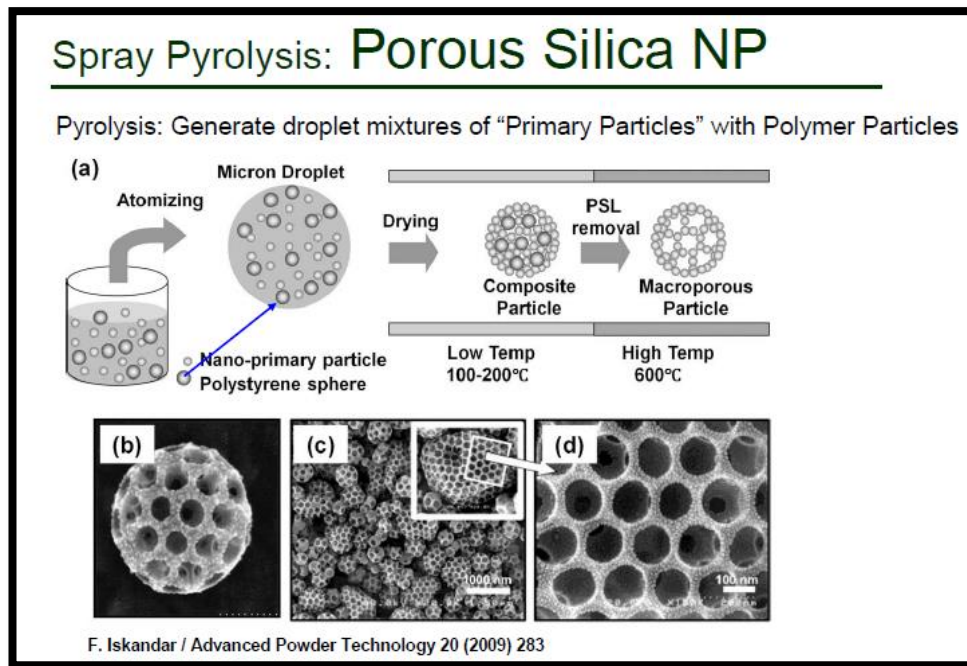 Spray Pyrolysis: Porous Silica NP
Pyrolysis: Generate droplet mixtures of “Primary Particles” with Polymer Particles
(a)
Micron Droplet
Atomizing
Drying
PSL
removal
Composite
Particle
Macroporous
Particle
Nano-primary particle
Polystyrene sphere
Low Temp
100-200℃
High Temp
600℃
(b)
(c)
(d)
1000 nm
100 nm
F. Iskandar / Advanced Powder Technology 20 (2009) 283